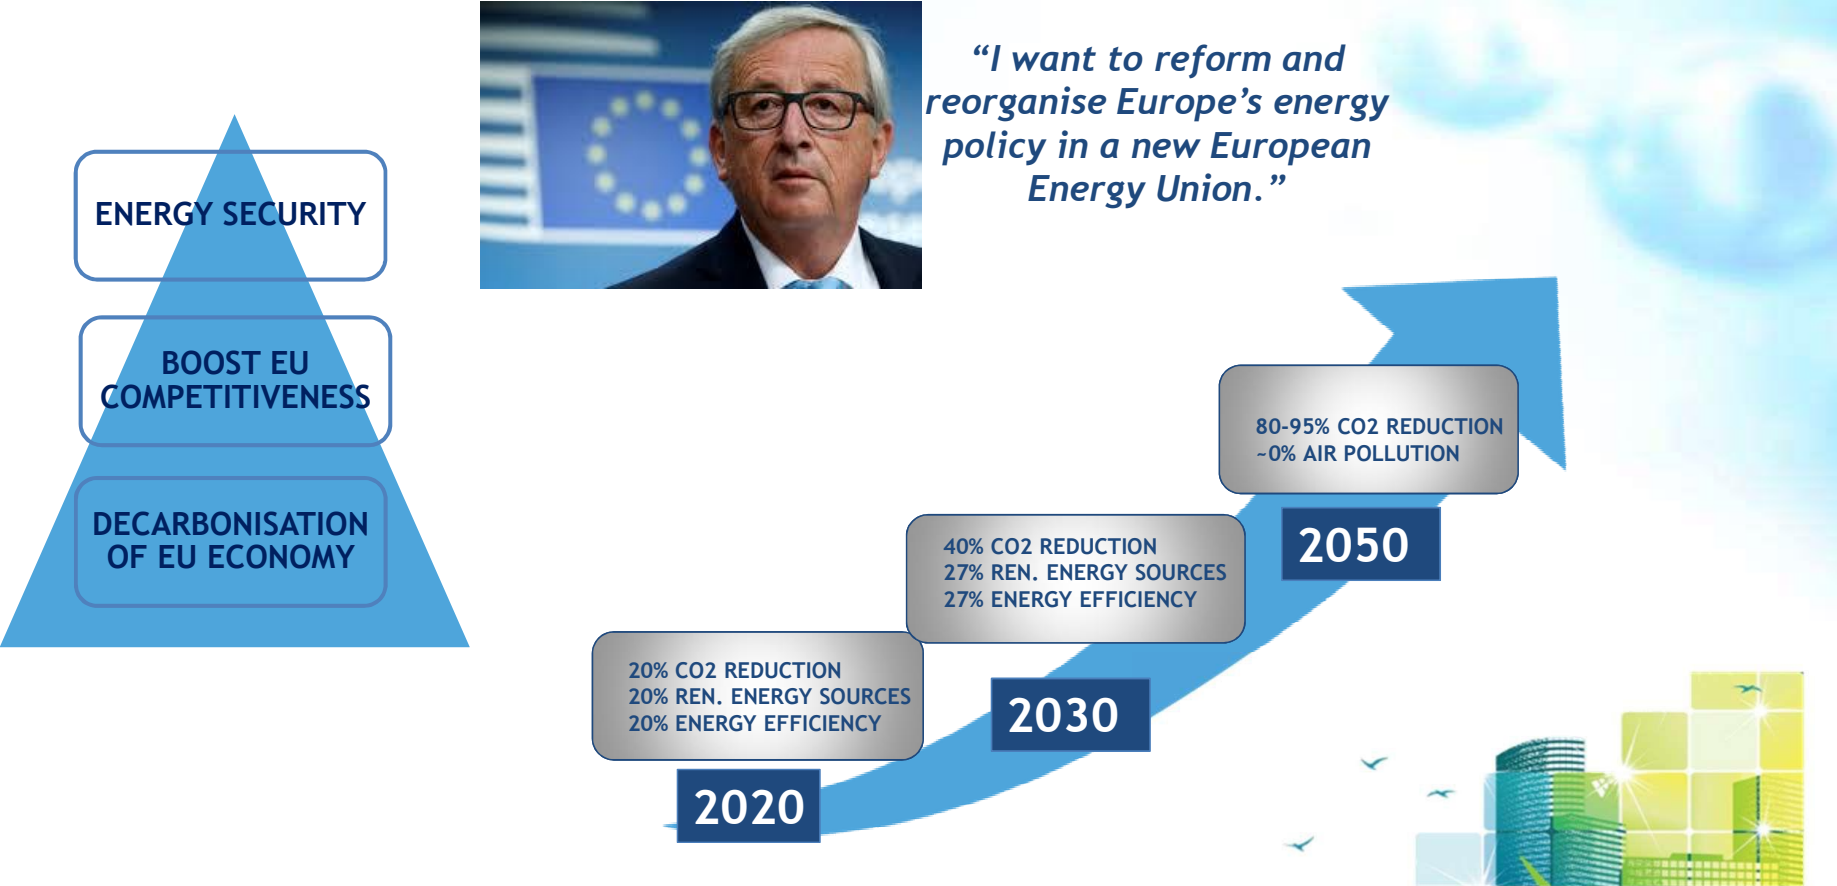 “I want to reform and
reorganise Europe’s energy
policy in a new European
Energy Union.”
ENERGY SECURITY
BOOST EU
COMPETITIVENESS
DECARBONISATION
OF EU ECONOMY
80-95% CO2 REDUCTION
~0% AIR POLLUTION
2050
40% CO2 REDUCTION
27% REN. ENERGY SOURCES
27% ENERGY EFFICIENCY
2030
20% CO2 REDUCTION
20% REN. ENERGY SOURCES
20% ENERGY EFFICIENCY
2020